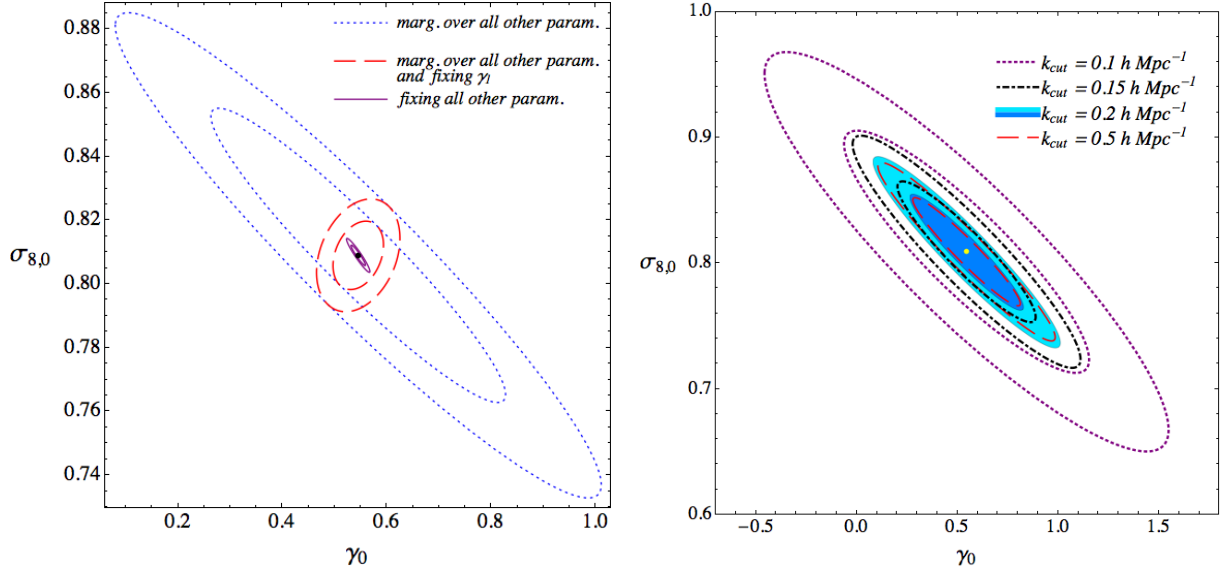 0.88
0.86
0.84
0.82
0.80
0.78
0.76
0.74
σ8,0
0.2
0.4
0.6
0.8
1.0
γ0
marg. over all other param.
marg. over all other param.
and fixing γ1
fixing all other param.
1.0
0.9
0.8
0.7
0.6
σ8,0
−0.5
0.0
0.5
1.0
1.5
γ0
kcut = 0.1 h Mpc−1
kcut = 0.15 h Mpc−1
kcut = 0.2 h Mpc−1
kcut = 0.5 h Mpc−1